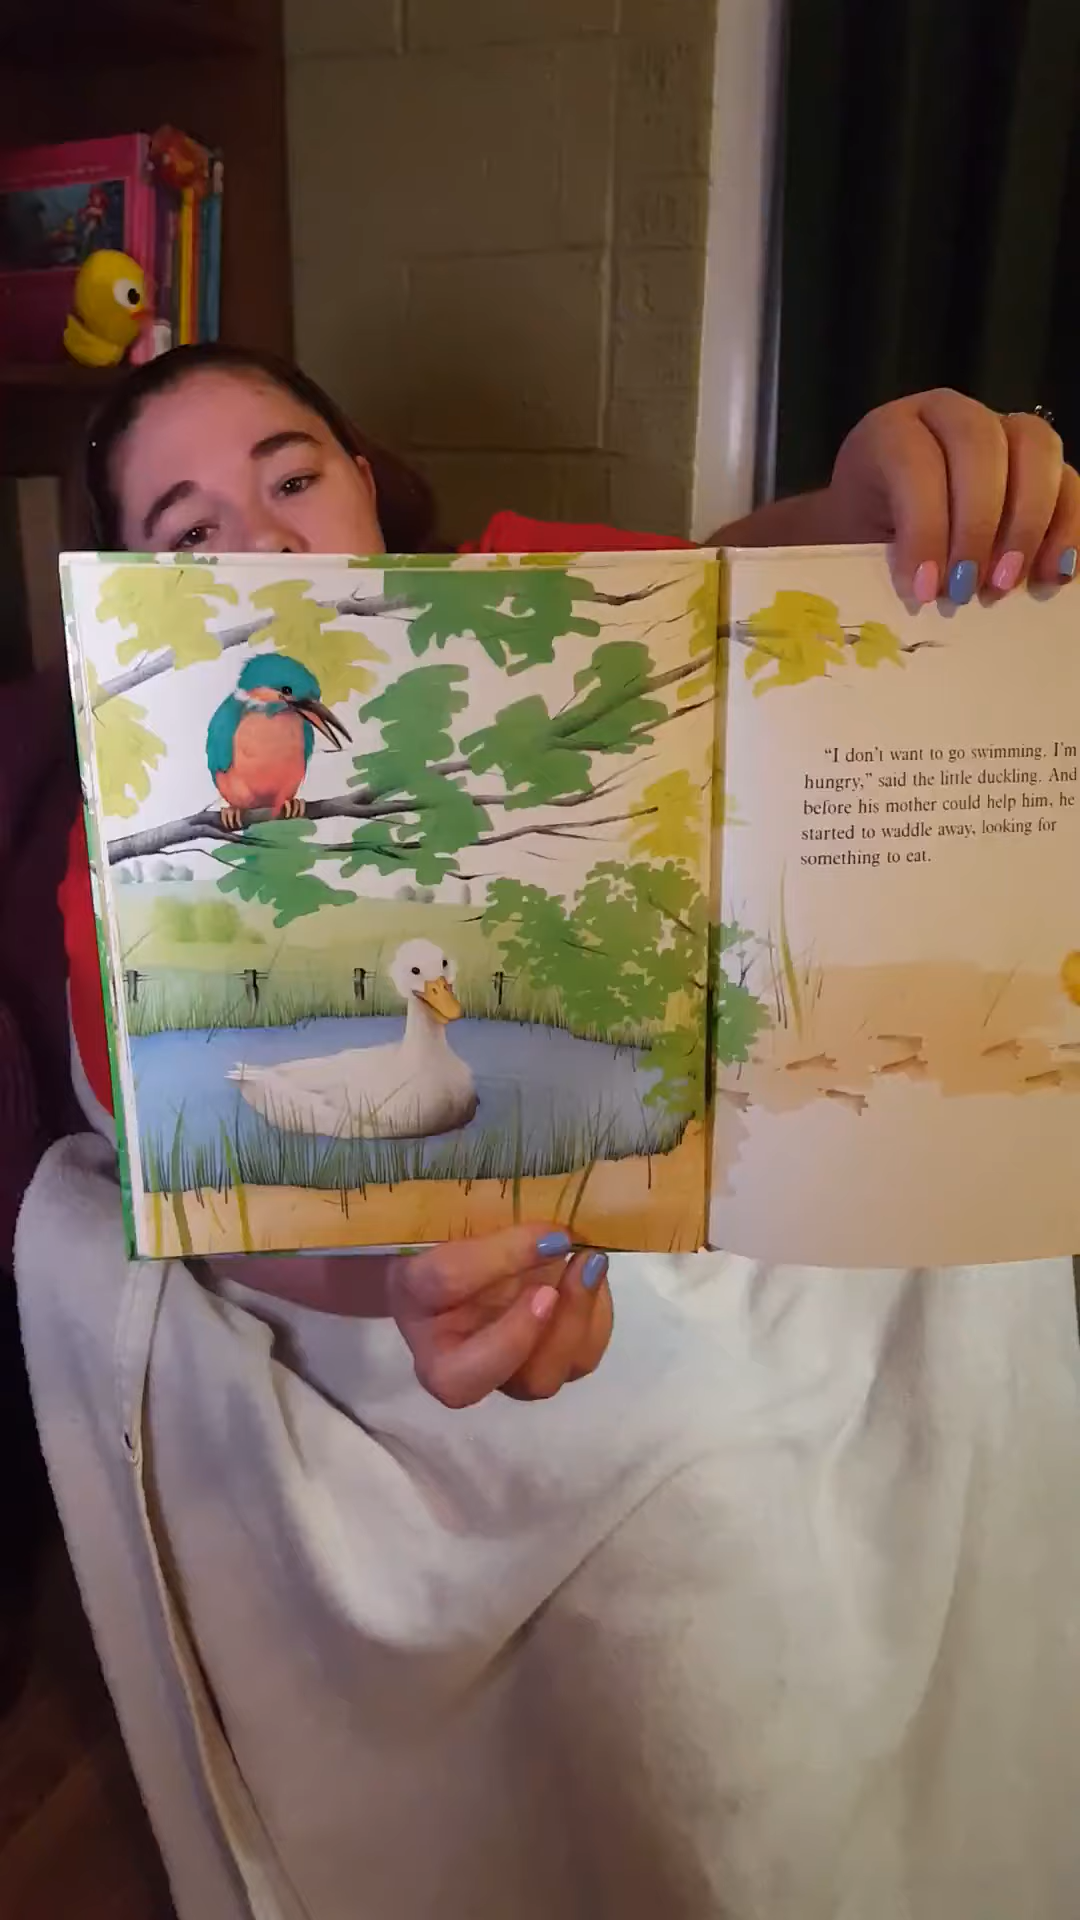 "I don't want to go swimming. I'm
hungry," said the little duckling. And
before his mother could help him, he
started to waddle away, looking for
something to eat.